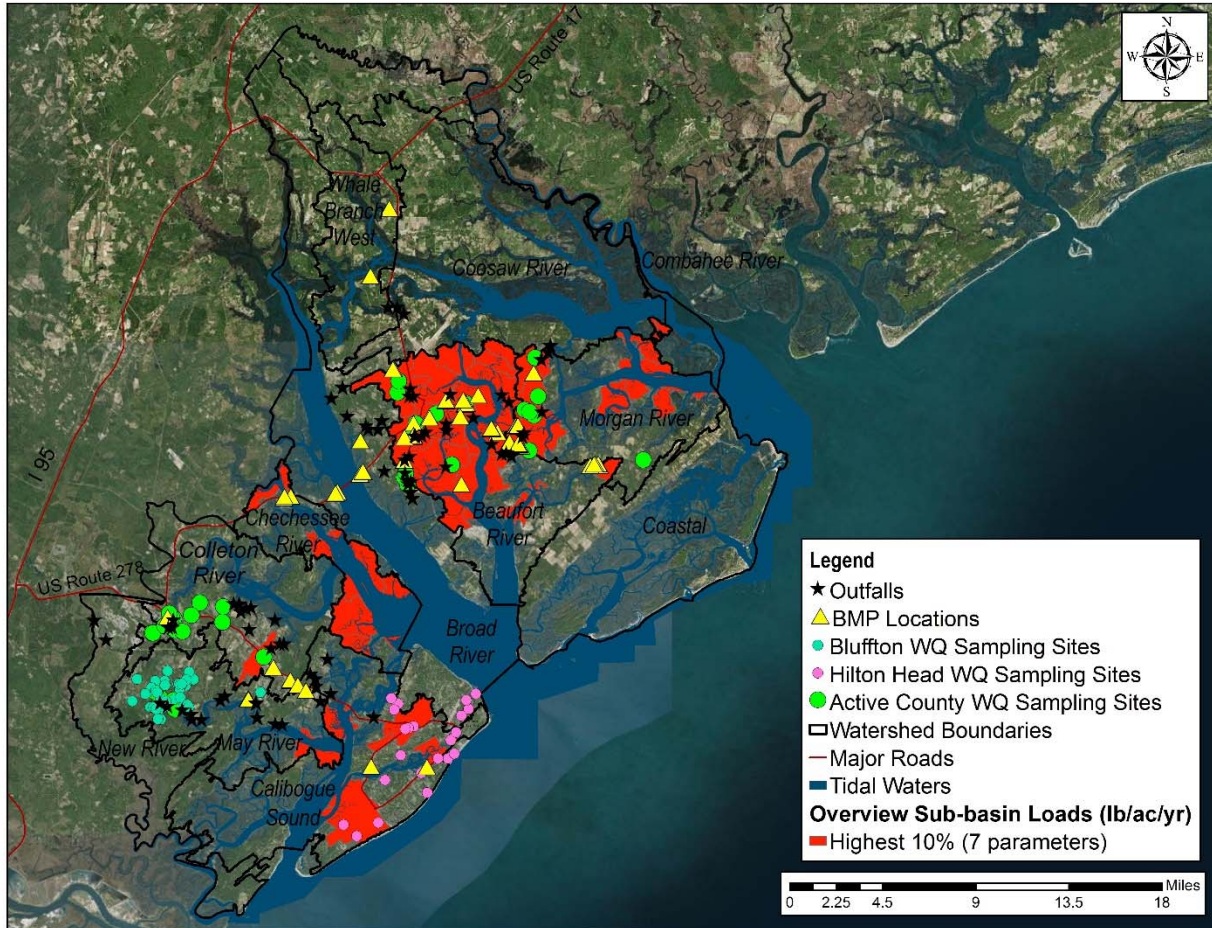 N
W
E
S
US Route 17
Whale
Branch
West
Coosaw River
Combahee River
I 95
Morgan River
Beaufort
River
Coastal
Chechessee
River
Colleton
River
US Route 278
Broad
River
New River
May River
Calibogue
Sound
Legend
Outfalls
BMP Locations
Bluffton WQ Sampling Sites
Hilton Head WQ Sampling Sites
Active County WQ Sampling Sites
Watershed Boundaries
Major Roads
Tidal Waters
Overview Sub-basin Loads (lb/ac/yr)
Highest 10% (7 parameters)
Miles
0 2.25 4.5 9 13.5 18